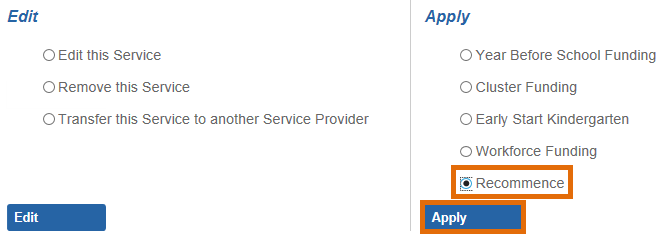 Edit
Edit this Service
Remove this Service
Transfer this Service to another Service Provider
Edit
Apply
Year Before School Funding
Cluster Funding
Early Start Kindergarten
Workforce Funding
Recommence
Apply